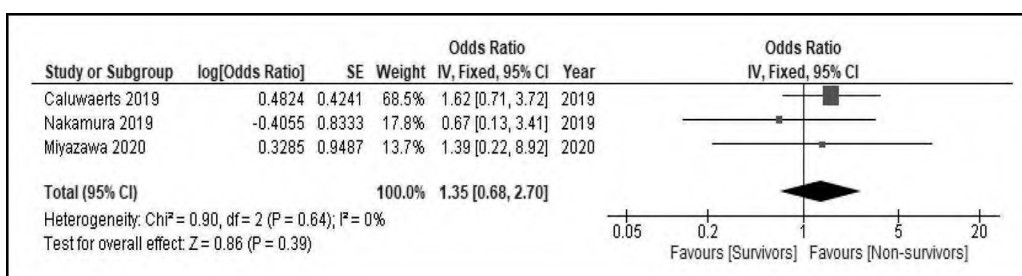 Odds Ratio Odds Ratio
Study or Subgroup log[Odds Ratio] SE Weight IV, Fixed, 95% CI Year IV, Fixed, 95% CI
Caluwaerts 2019 0.4824 0.4241 68.5% 1.62 [0.71, 3.72] 2019
Nakamura 2019 -0.4055 0.8333 17.8% 0.67 [0.13, 3.41] 2019
Miyazawa 2020 0.3285 0.9487 13.7% 1.39 [0.22, 8.92] 2020
Total (95% CI) 100.0% 1.35 [0.68, 2.70]
Heterogeneity: Chi² = 0.90, df = 2 (P = 0.64); I² = 0%
Test for overall effect: Z = 0.86 (P = 0.39)
0.05 0.2 1 5 20
Favours [Survivors] Favours [Non-survivors]